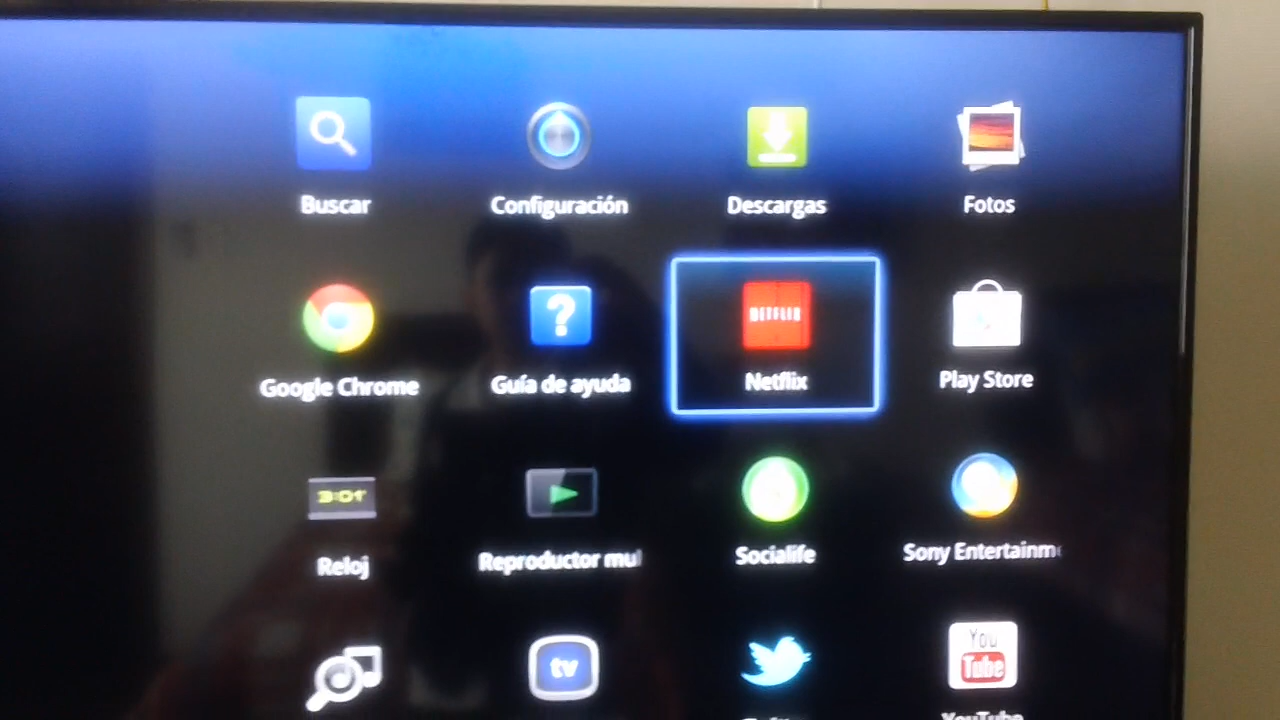 Buscar
Configuración
Descargas
Fotos
NETFLIX
Google Chrome
Guía de ayuda
Netflix
Play Store
3:01
Reloj
Reproductor mul
Socialife
Sony Entertainm
tv
You
Tube
YouTube